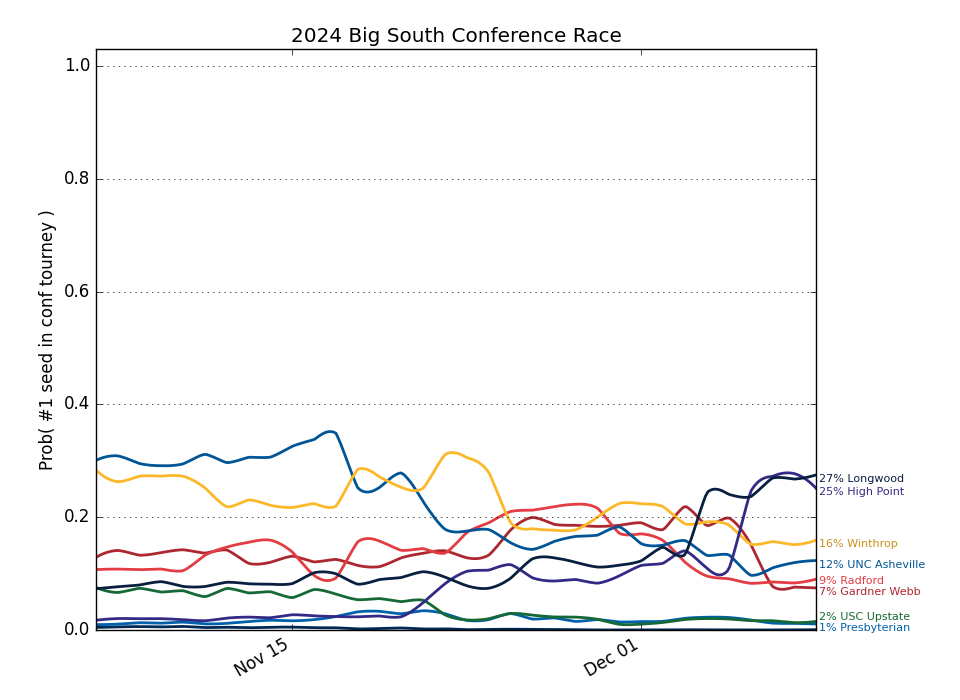 2024 Big South Conference Race
Prob( #1 seed in conf tourney )
1.0
0.8
0.6
0.4
0.2
0.0
Nov 15
Dec 01
27% Longwood
25% High Point
16% Winthrop
12% UNC Asheville
9% Radford
7% Gardner Webb
2% USC Upstate
1% Presbyterian